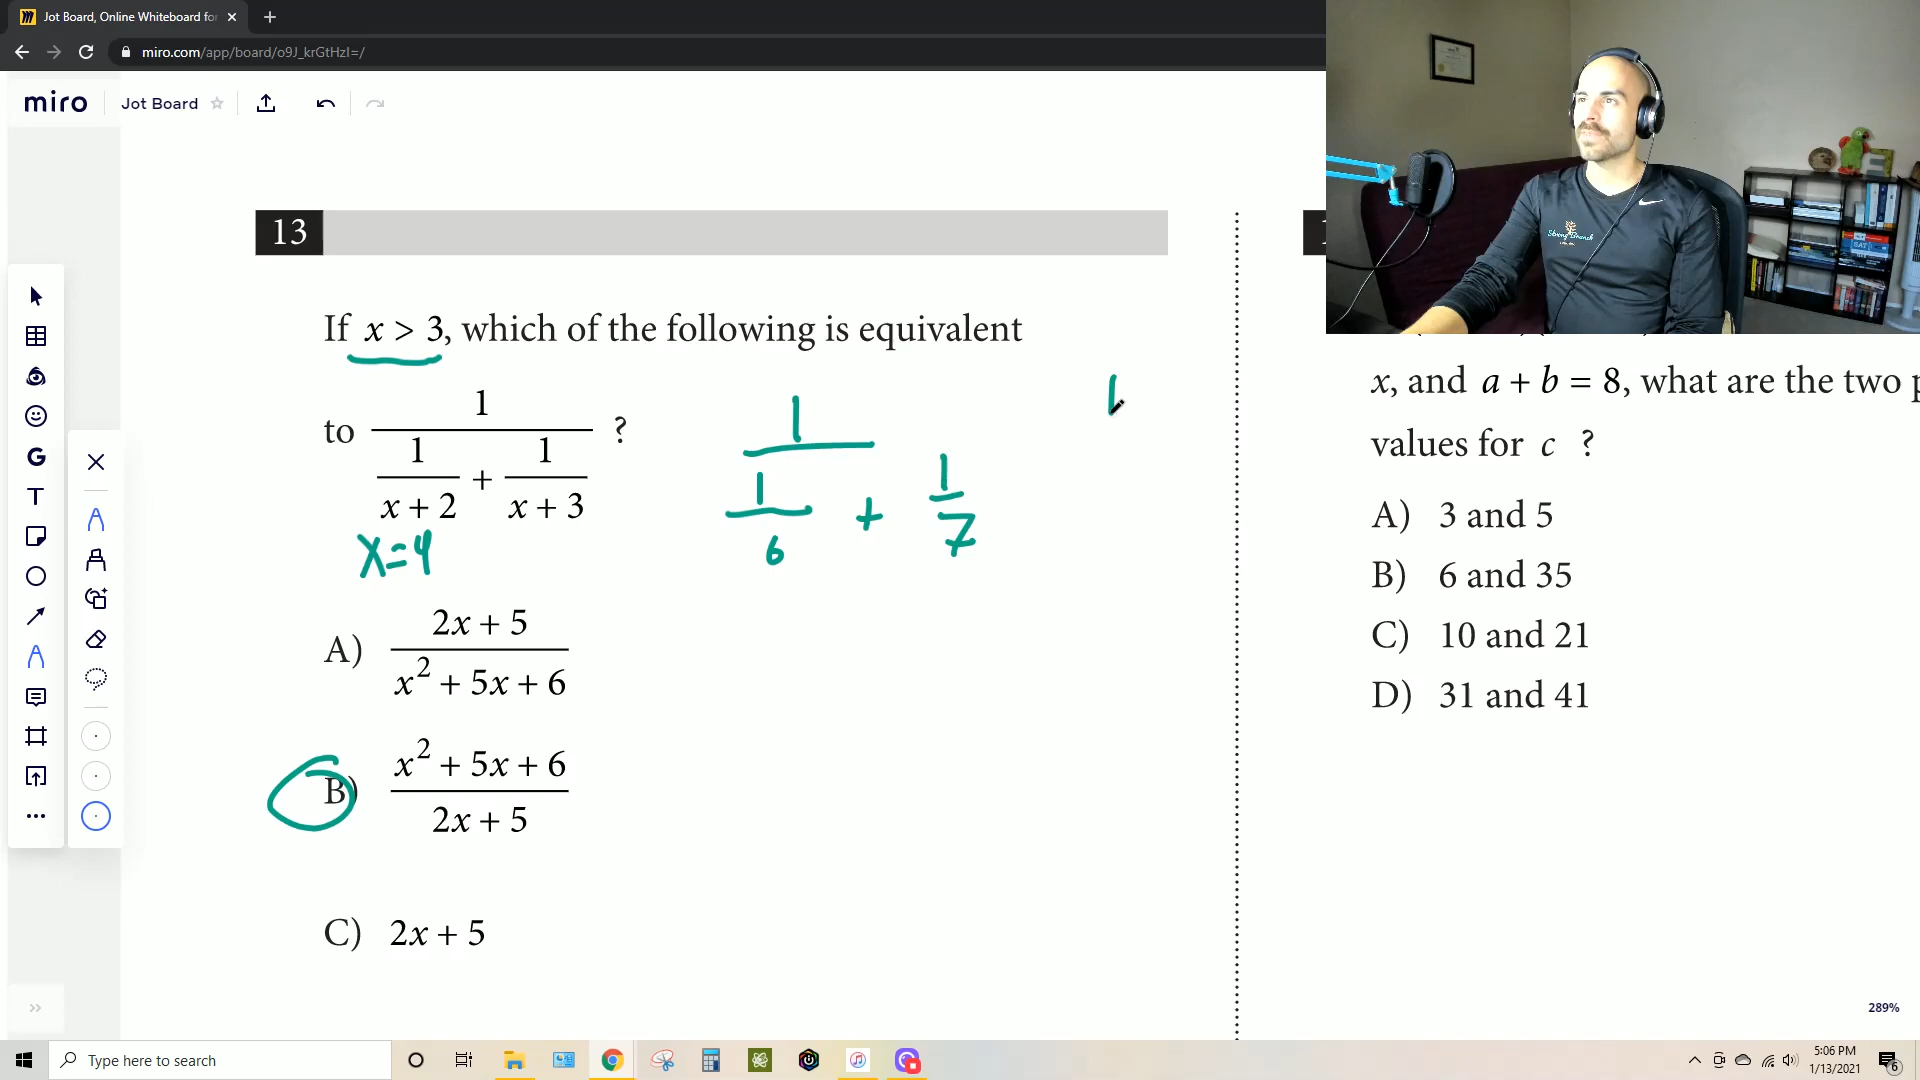 Jot Board, Online Whiteboard for
miro.com/app/board/o9J_krGtHzI=/
miro
Jot Board
13
If x > 3, which of the following is equivalent
to 1 / (1/(x + 2) + 1/(x + 3)) ?
x=4
1 / 1/6 + 1/7
1
A) (2x + 5)/(x² + 5x + 6)
B) (x² + 5x + 6)/(2x + 5)
C) 2x + 5
x, and a + b = 8, what are the two p
values for c ?
A) 3 and 5
B) 6 and 35
C) 10 and 21
D) 31 and 41
SAT
289%
Type here to search
5:06 PM
1/13/2021
6